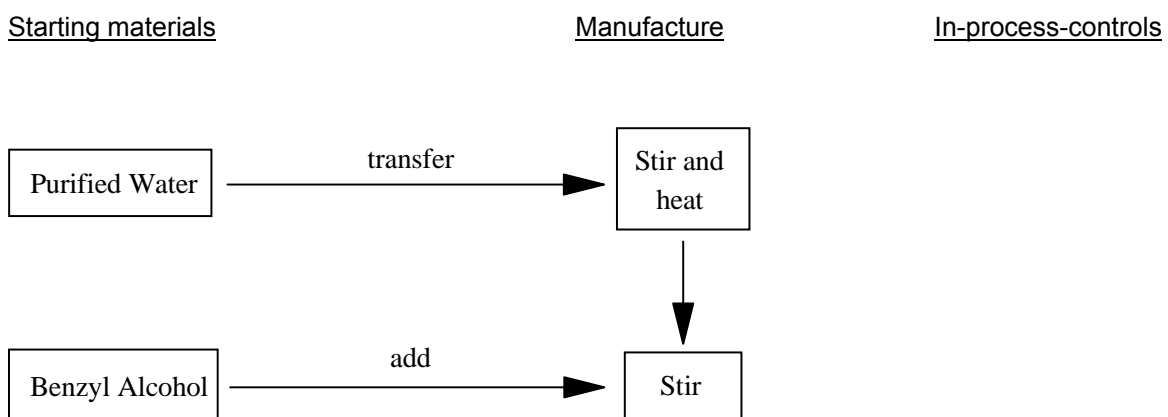 Starting materials Manufacture In-process-controls
Purified Water transfer Stir and
heat
Benzyl Alcohol add Stir